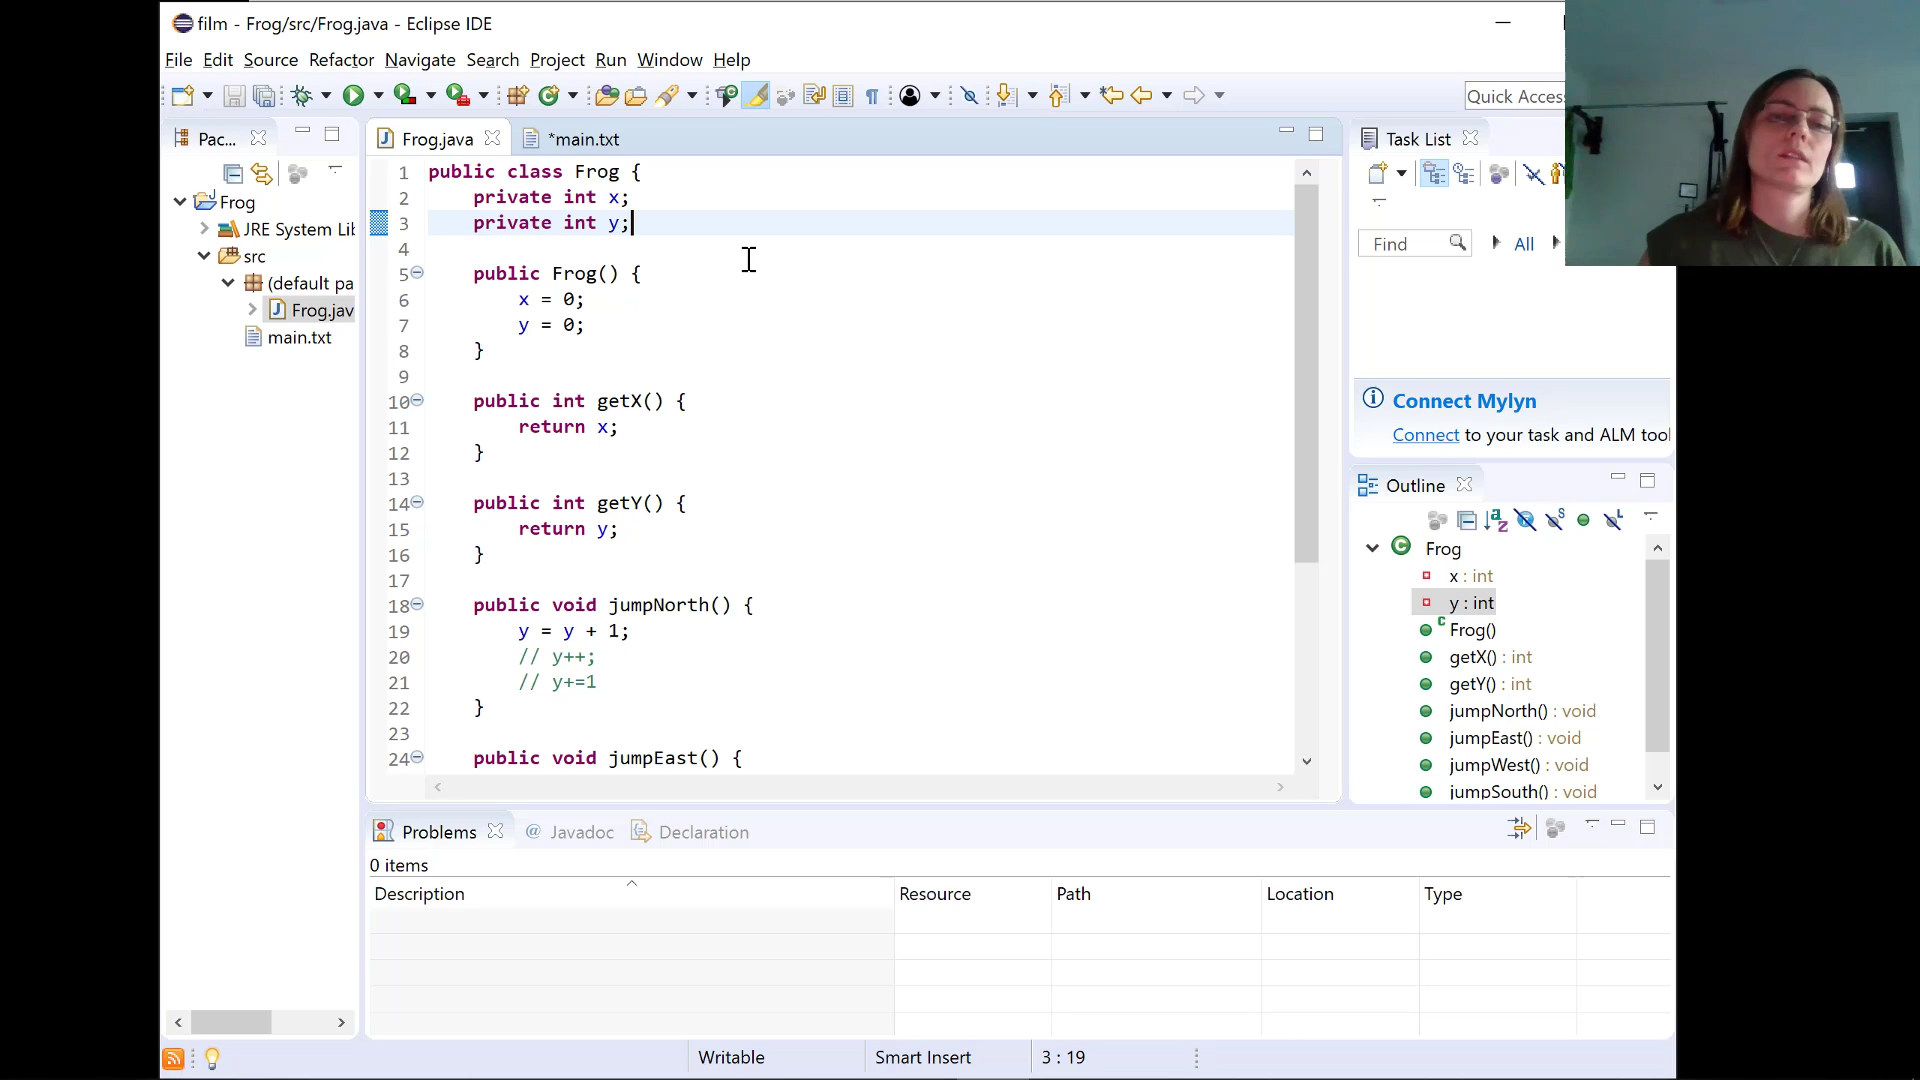 film - Frog/src/Frog.java - Eclipse IDE
File Edit Source Refactor Navigate Search Project Run Window Help
Quick Acces
Pac...
Frog
JRE System Lib
src
(default pa
Frog.jav
main.txt
Frog.java
*main.txt
1 public class Frog {
2 private int x;
3 private int y;
4
5 public Frog() {
6 x = 0;
7 y = 0;
8 }
9
10 public int getX() {
11 return x;
12 }
13
14 public int getY() {
15 return y;
16 }
17
18 public void jumpNorth() {
19 y = y + 1;
20 // y++;
21 // y+=1
22 }
23
24 public void jumpEast() {
Task List
Find
All
Connect Mylyn
Connect to your task and ALM tool
Outline
Frog
x : int
y : int
Frog()
getX() : int
getY() : int
jumpNorth() : void
jumpEast() : void
jumpWest() : void
jumpSouth() : void
Problems
@ Javadoc
Declaration
0 items
Description Resource Path Location Type
Writable Smart Insert 3 : 19